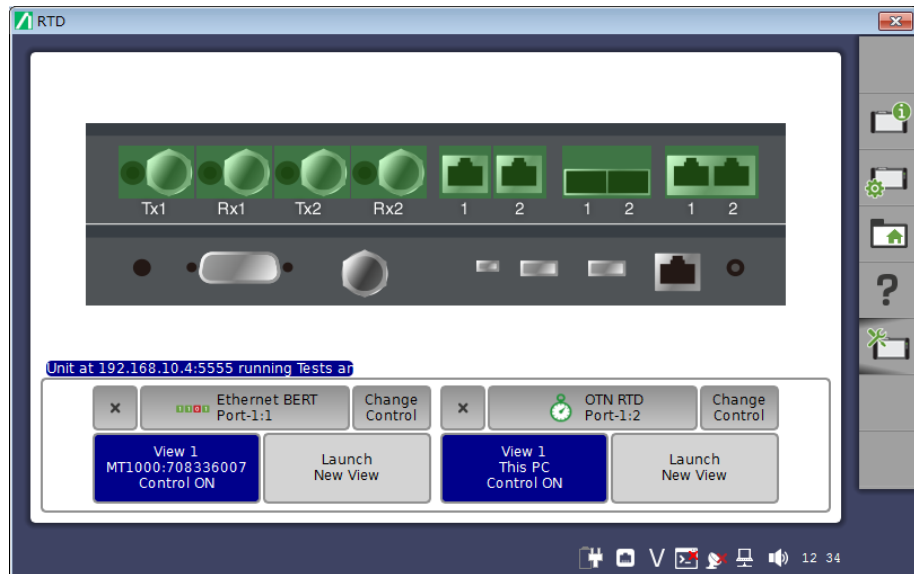 RTD
Tx1 Rx1 Tx2 Rx2 1 2 1 2 1 2
Unit at 192.168.10.4:5555 running Tests ar
Ethernet BERT
Port-1:1
Change
Control
OTN RTD
Port-1:2
Change
Control
View 1
MT1000:708336007
Control ON
Launch
New View
View 1
This PC
Control ON
Launch
New View
V
12 34